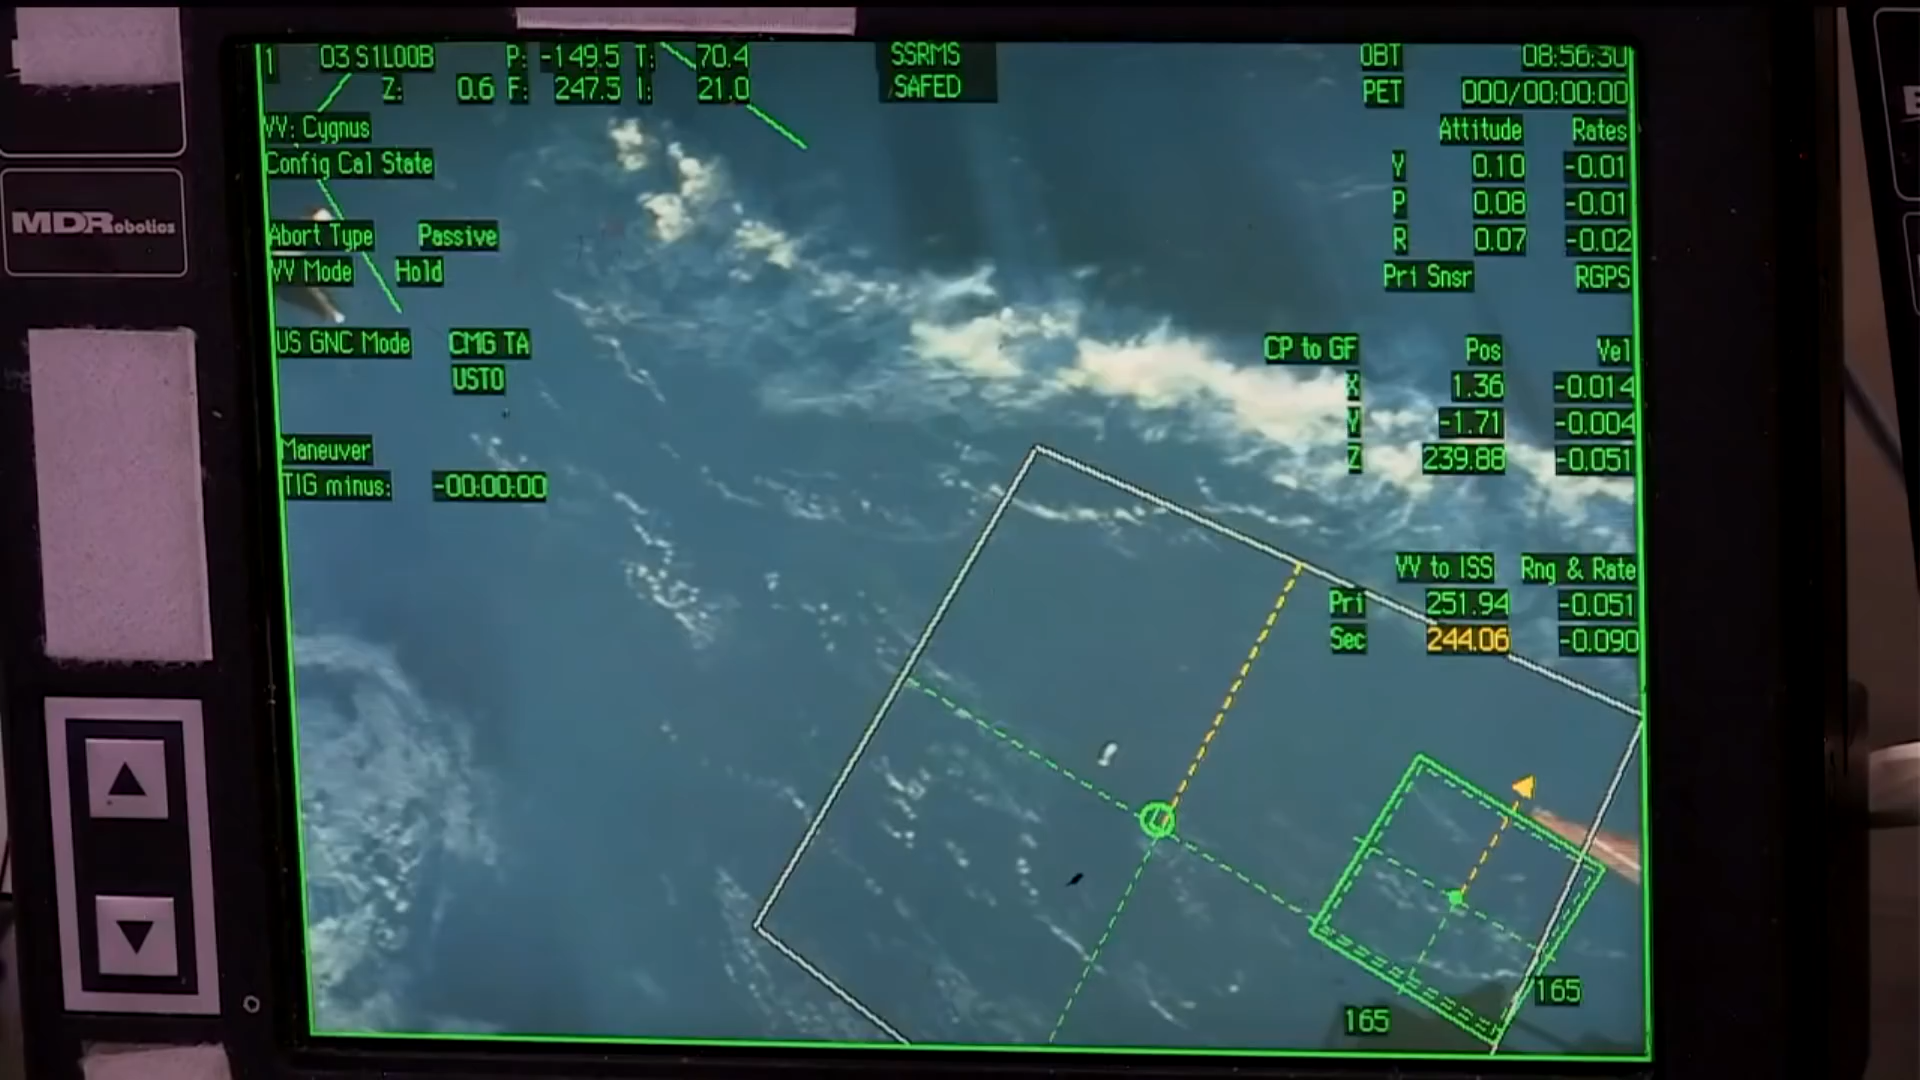 MDRobotics
1 03 S1LOOB P: -149.5 T: 70.4
Z: 0.6 F: 247.5 I: 21.0
SSRMS
SAFED
OBT 08:56:30
PET 000/00:00:00
VV: Cygnus
Config Cal State
Abort Type Passive
VV Mode Hold
US GNC Mode CMG TA
USTO
Maneuver
TIG minus: -00:00:00
Attitude Rates
Y 0.10 -0.01
P 0.08 -0.01
R 0.07 -0.02
Pri Snsr RGPS
CP to GF Pos Vel
X 1.36 -0.014
Y -1.71 -0.004
Z 239.88 -0.051
VV to ISS Rng & Rate
Pri 251.94 -0.051
Sec 244.06 -0.090
165
165